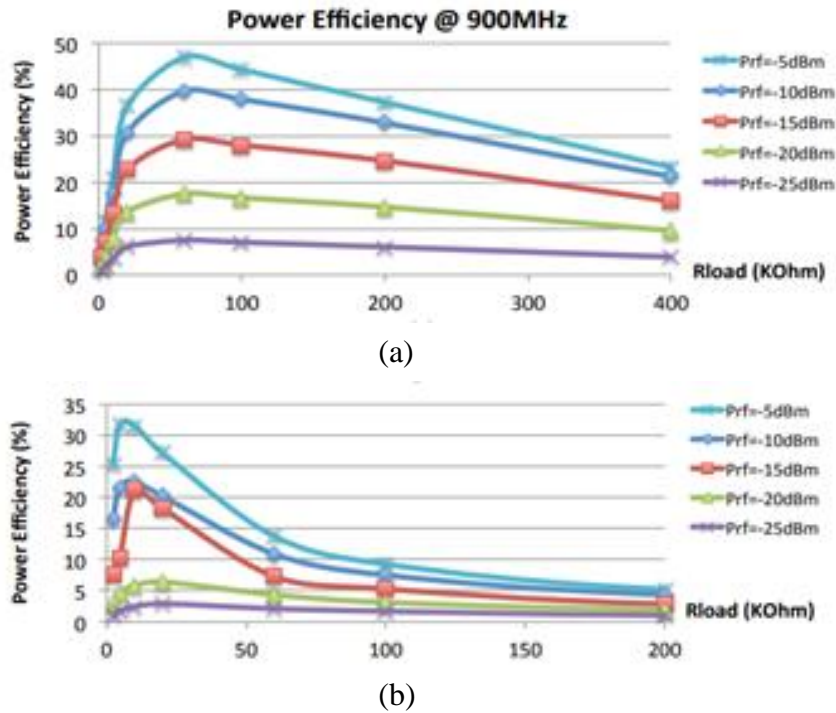 Power Efficiency @ 900MHz
Power Efficiency (%)
50
40
30
20
10
0
0
100
200
300
400
Rload (KOhm)
Prf=-5dBm
Prf=-10dBm
Prf=-15dBm
Prf=-20dBm
Prf=-25dBm
(a)
Power Efficiency (%)
35
30
25
20
15
10
5
0
0
50
100
150
200
Rload (KOhm)
Prf=-5dBm
Prf=-10dBm
Prf=-15dBm
Prf=-20dBm
Prf=-25dBm
(b)